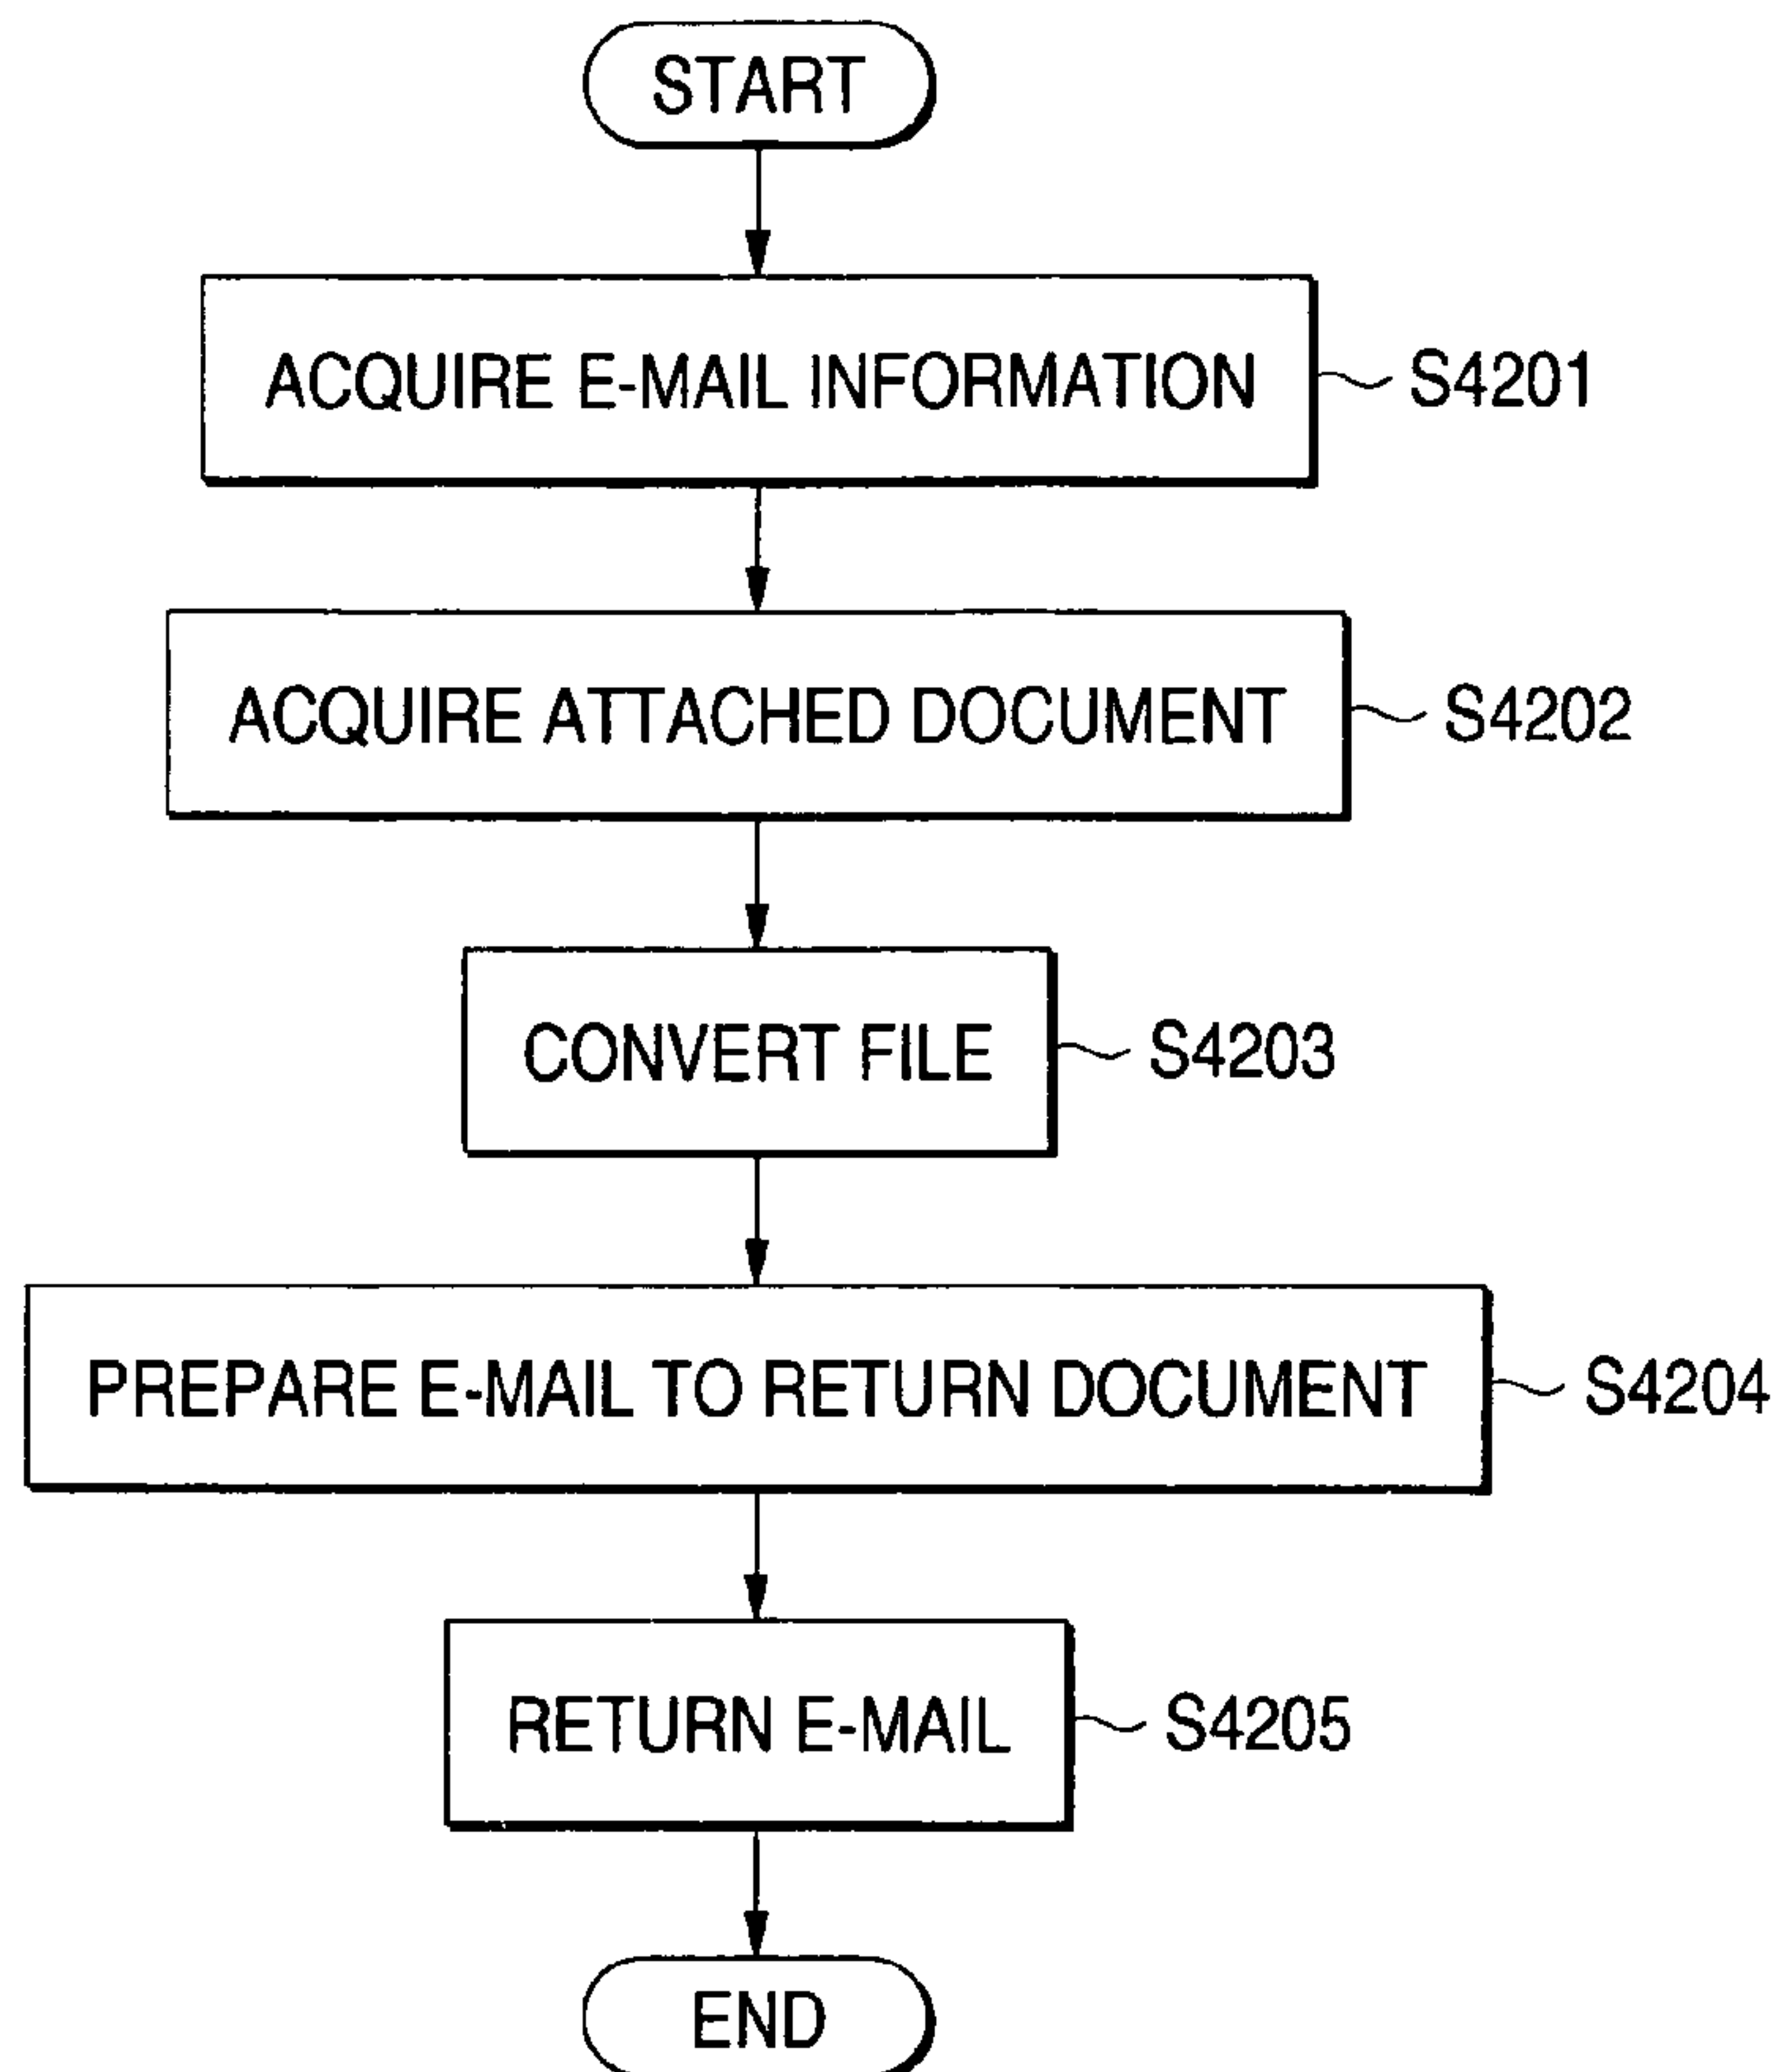 START
ACQUIRE E-MAIL INFORMATION S4201
ACQUIRE ATTACHED DOCUMENT S4202
CONVERT FILE S4203
PREPARE E-MAIL TO RETURN DOCUMENT S4204
RETURN E-MAIL S4205
END